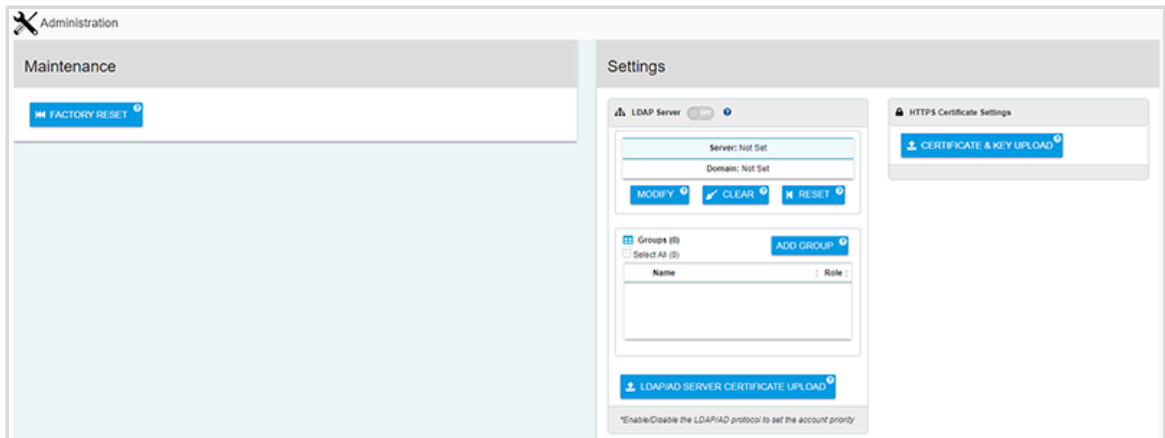 Administration
Maintenance
FACTORY RESET
Settings
LDAP Server OFF
Server: Not Set
Domain: Not Set
MODIFY CLEAR RESET
Groups (0)
Select All (0)
ADD GROUP
Name Role
LDAP/AD SERVER CERTIFICATE UPLOAD
*Enable/Disable the LDAP/AD protocol to set the account priority
HTTPS Certificate Settings
CERTIFICATE & KEY UPLOAD